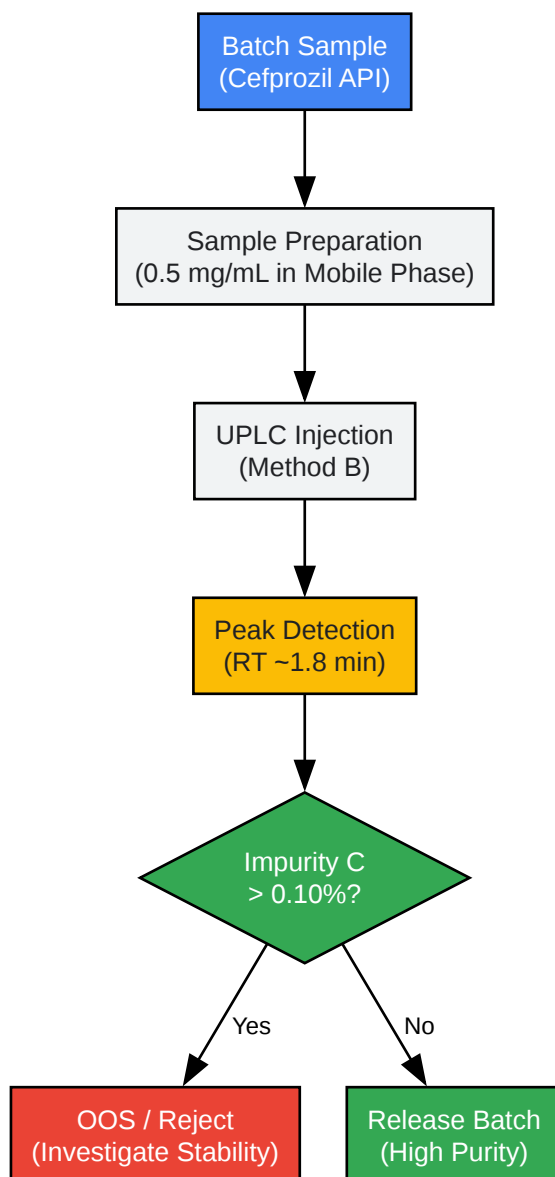 Batch Sample
(Cefprozil API)
Sample Preparation
(0.5 mg/mL in Mobile Phase)
UPLC Injection
(Method B)
Peak Detection
(RT ~1.8 min)
Impurity C
> 0.10%?
Yes
No
OOS / Reject
(Investigate Stability)
Release Batch
(High Purity)